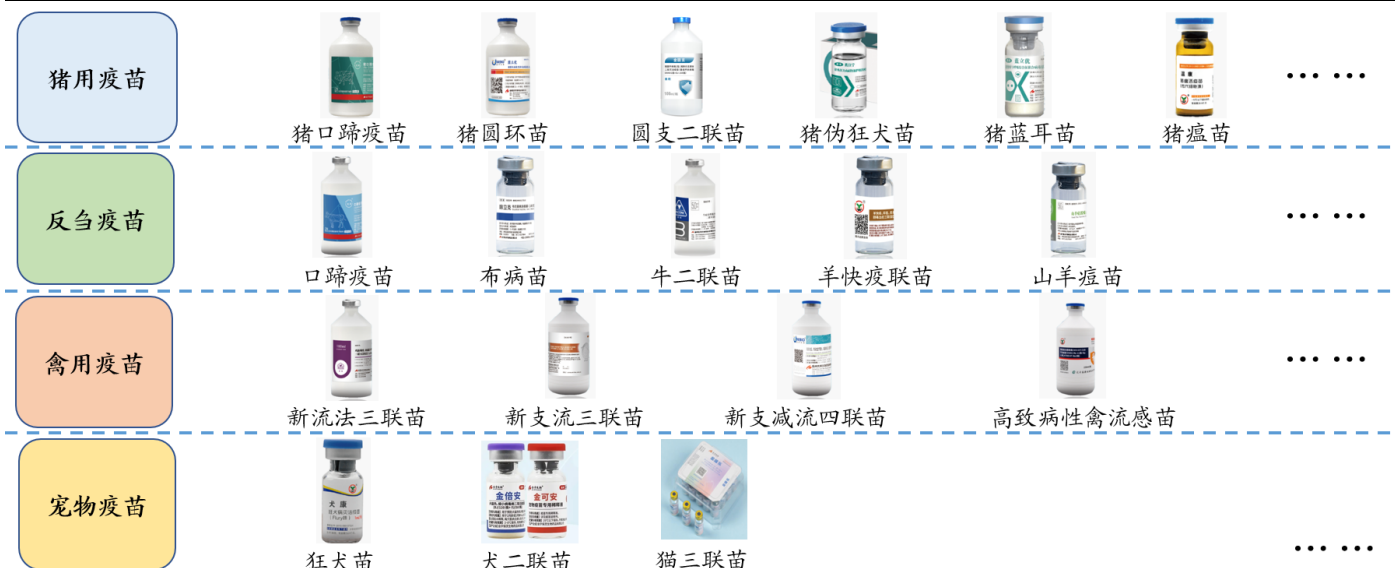 猪用疫苗
… …
猪口蹄疫苗 猪圆环苗 圆支二联苗 猪伪狂犬苗 猪蓝耳苗 猪瘟苗
反刍疫苗
… …
口蹄疫苗 布病苗 牛二联苗 羊快疫联苗 山羊痘苗
禽用疫苗
… …
新流法三联苗 新支流三联苗 新支减流四联苗 高致病性禽流感苗
宠物疫苗
犬康
金倍安 金可安
… …
狂犬苗 犬二联苗 猫三联苗